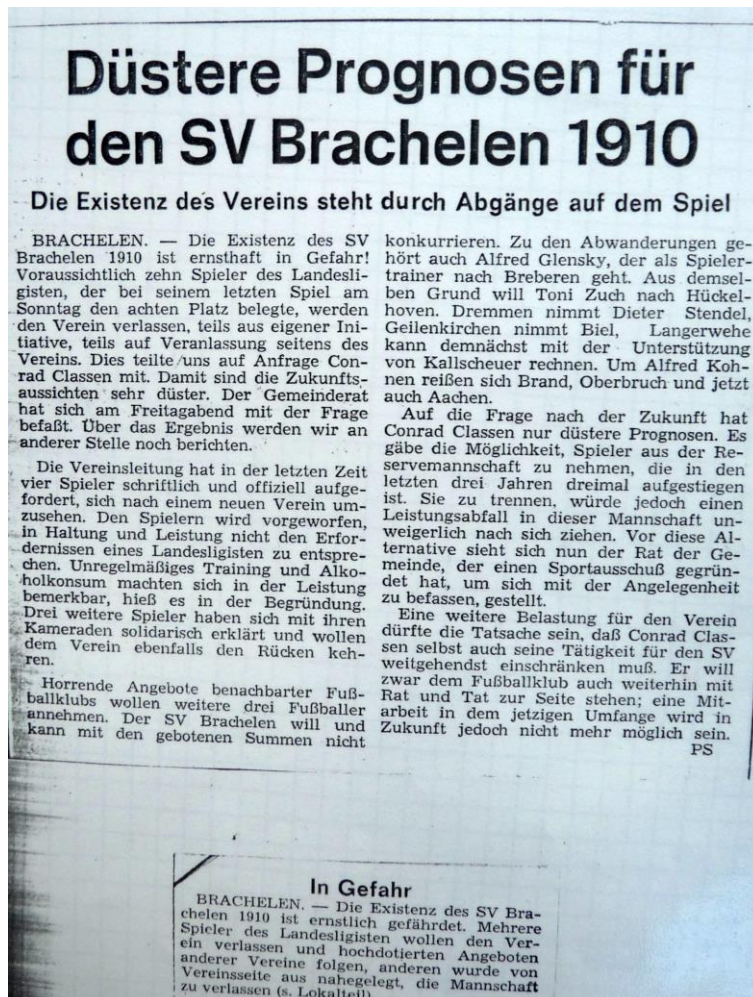 Düstere Prognosen für
den SV Brachelen 1910
Die Existenz des Vereins steht durch Abgänge auf dem Spiel
BRACHELEN. — Die Existenz des SV
Brachelen 1910 ist ernsthaft in Gefahr!
Voraussichtlich zehn Spieler des Landesli-
gisten, der bei seinem letzten Spiel am
Sonntag den achten Platz belegte, werden
den Verein verlassen, teils aus eigener Ini-
tiative, teils auf Veranlassung seitens des
Vereins. Dies teilte uns auf Anfrage Con-
rad Classen mit. Damit sind die Zukunfts-
aussichten sehr düster. Der Gemeinderat
hat sich am Freitagabend mit der Frage
befaßt. Über das Ergebnis werden wir an
anderer Stelle noch berichten.
Die Vereinsleitung hat in der letzten Zeit
vier Spieler schriftlich und offiziell aufge-
fordert, sich nach einem neuen Verein um-
zusehen. Den Spielern wird vorgeworfen,
in Haltung und Leistung nicht den Erfor-
dernissen eines Landesligisten zu entspre-
chen. Unregelmäßiges Training und Alko-
holkonsum machten sich in der Leistung
bemerkbar, hieß es in der Begründung.
Drei weitere Spieler haben sich mit ihren
Kameraden solidarisch erklärt und wollen
dem Verein ebenfalls den Rücken keh-
ren.
Horrende Angebote benachbarter Fuß-
ballklubs wollen weitere drei Fußballer
annehmen. Der SV Brachelen will und
kann mit den gebotenen Summen nicht
konkurrieren. Zu den Abwanderungen ge-
hört auch Alfred Glensky, der als Spieler-
trainer nach Breberen geht. Aus demsel-
ben Grund will Toni Zuch nach Hückel-
hoven. Dremmen nimmt Dieter Stendel,
Geilenkirchen nimmt Biel, Langerwehe
kann demnächst mit der Unterstützung
von Kallscheuer rechnen. Um Alfred Koh-
nen reißen sich Brand, Oberbruch und jetzt
auch Aachen.
Auf die Frage nach der Zukunft hat
Conrad Classen nur düstere Prognosen. Es
gäbe die Möglichkeit, Spieler aus der Re-
servemannschaft zu nehmen, die in den
letzten drei Jahren dreimal aufgestiegen
ist. Sie zu trennen, würde jedoch einen
Leistungsabfall in dieser Mannschaft un-
weigerlich nach sich ziehen. Vor diese Al-
ternative sieht sich nun der Rat der Ge-
meinde, der einen Sportausschuß gegrün-
det hat, um sich mit der Angelegenheit
zu befassen, gestellt.
Eine weitere Belastung für den Verein
dürfte die Tatsache sein, daß Conrad Clas-
sen selbst auch seine Tätigkeit für den SV
weitgehendst einschränken muß. Er will
zwar dem Fußballklub auch weiterhin mit
Rat und Tat zur Seite stehen; eine Mit-
arbeit in dem jetzigen Umfange wird in
Zukunft jedoch nicht mehr möglich sein.
PS
In Gefahr
BRACHELEN. — Die Existenz des SV Bra-
chelen 1910 ist ernstlich gefährdet. Mehrere
Spieler des Landesligisten wollen den Ver-
ein verlassen und hochdotierten Angeboten
anderer Vereine folgen, anderen wurde von
Vereinsseite aus nahegelegt, die Mannschaft
zu verlassen (s. Lokalteil)